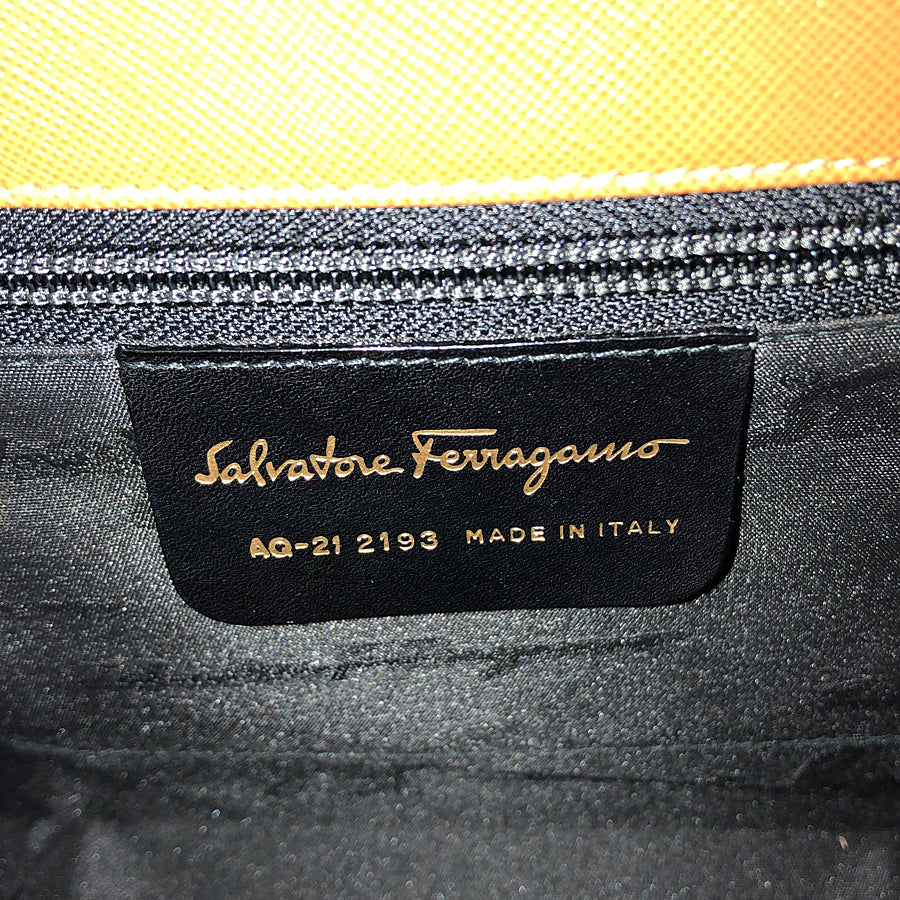 Salvatore Ferragamo
AQ-21 2193 MADE IN ITALY